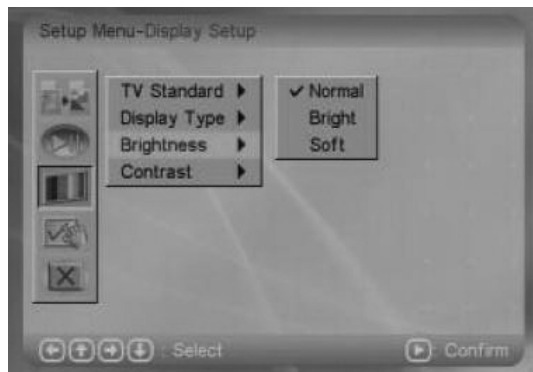 Setup Menu-Display Setup
TV Standard
Display Type
Brightness
Contrast
Normal
Bright
Soft
: Select
: Confirm